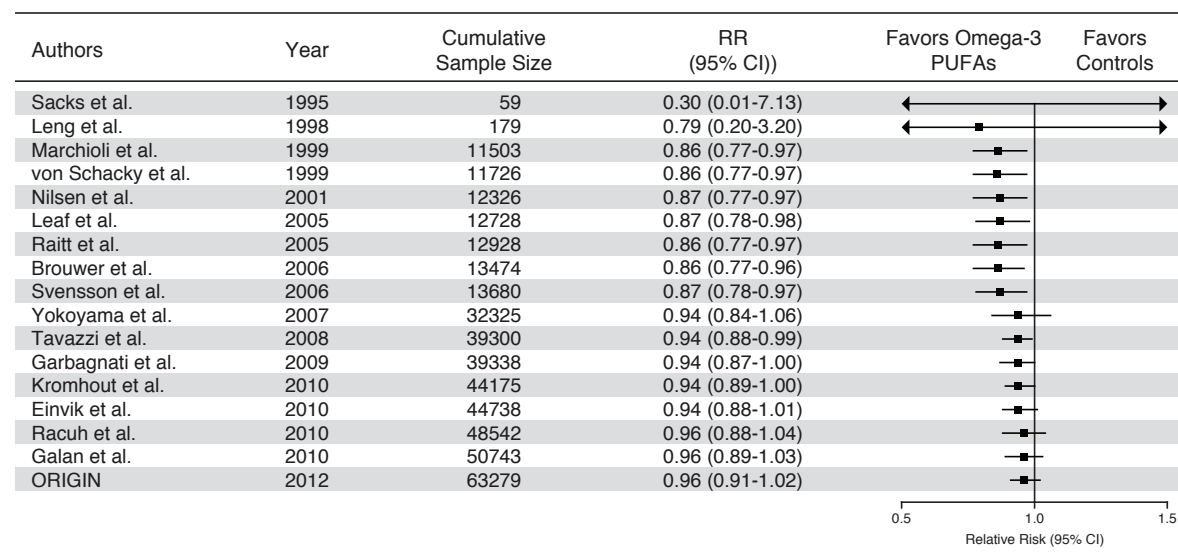 Authors Year Cumulative Sample Size RR (95% CI)) Favors Omega-3 PUFAs Favors Controls
Sacks et al. 1995 59 0.30 (0.01-7.13)
Leng et al. 1998 179 0.79 (0.20-3.20)
Marchioli et al. 1999 11503 0.86 (0.77-0.97)
von Schacky et al. 1999 11726 0.86 (0.77-0.97)
Nilsen et al. 2001 12326 0.87 (0.77-0.97)
Leaf et al. 2005 12728 0.87 (0.78-0.98)
Raitt et al. 2005 12928 0.86 (0.77-0.97)
Brouwer et al. 2006 13474 0.86 (0.77-0.96)
Svensson et al. 2006 13680 0.87 (0.78-0.97)
Yokoyama et al. 2007 32325 0.94 (0.84-1.06)
Tavazzi et al. 2008 39300 0.94 (0.88-0.99)
Garbagnati et al. 2009 39338 0.94 (0.87-1.00)
Kromhout et al. 2010 44175 0.94 (0.89-1.00)
Einvik et al. 2010 44738 0.94 (0.88-1.01)
Racuh et al. 2010 48542 0.96 (0.88-1.04)
Galan et al. 2010 50743 0.96 (0.89-1.03)
ORIGIN 2012 63279 0.96 (0.91-1.02)
0.5 1.0 1.5
Relative Risk (95% CI)